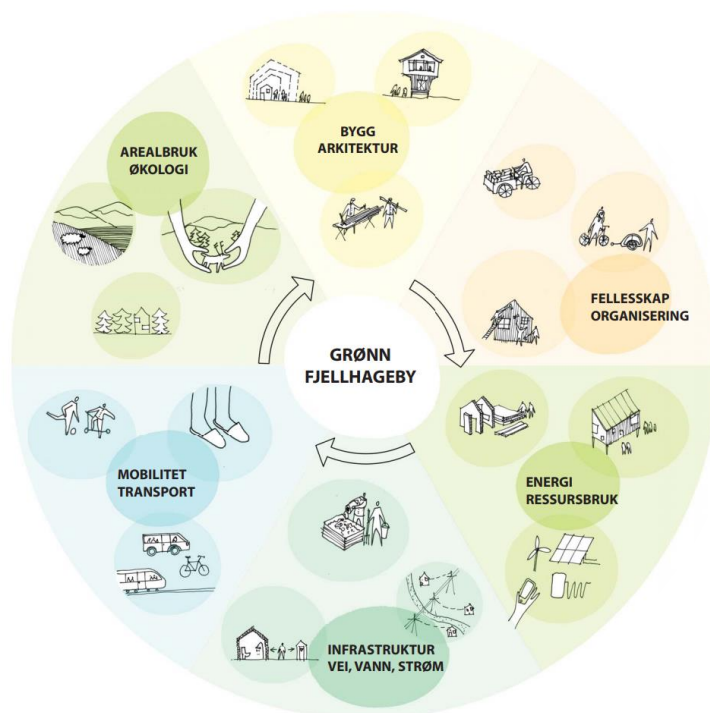 BYGG
ARKITEKTUR
AREALBRUK
ØKOLOGI
FELLESSKAP
ORGANISERING
GRØNN
FJELLHAGEBY
MOBILITET
TRANSPORT
ENERGI
RESSURSBRUK
INFRASTRUKTUR
VEI, VANN, STRØM